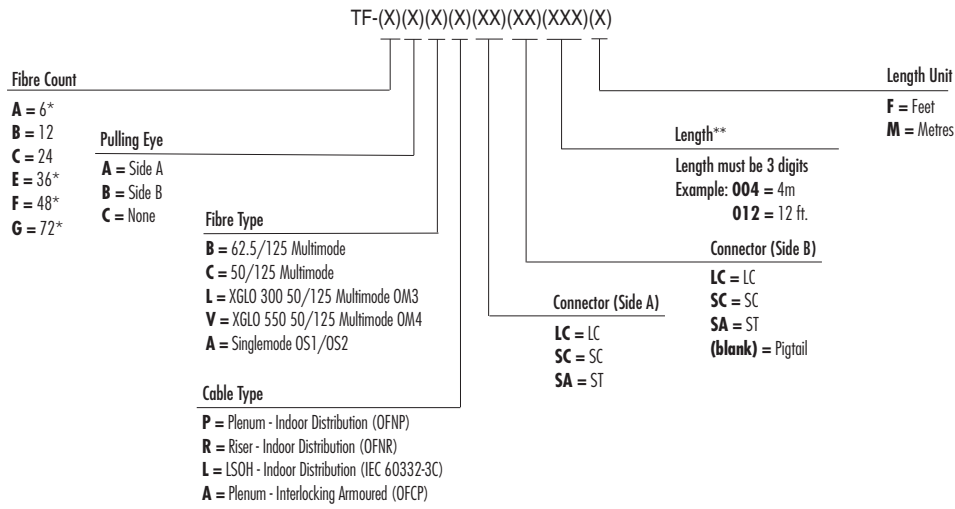 TF-(X)(X)(X)(X)(XX)(XX)(XXX)(X)
Fibre Count
A = 6*
B = 12
C = 24
E = 36*
F = 48*
G = 72*
Pulling Eye
A = Side A
B = Side B
C = None
Fibre Type
B = 62.5/125 Multimode
C = 50/125 Multimode
L = XGLO 300 50/125 Multimode OM3
V = XGLO 550 50/125 Multimode OM4
A = Singlemode OS1/OS2
Cable Type
P = Plenum - Indoor Distribution (OFNP)
R = Riser - Indoor Distribution (OFNR)
L = LSOH - Indoor Distribution (IEC 60332-3C)
A = Plenum - Interlocking Armoured (OFCP)
Connector (Side A)
LC = LC
SC = SC
SA = ST
Connector (Side B)
LC = LC
SC = SC
SA = ST
(blank) = Pigtail
Length**
Length must be 3 digits
Example: 004 = 4m
012 = 12 ft.
Length Unit
F = Feet
M = Metres